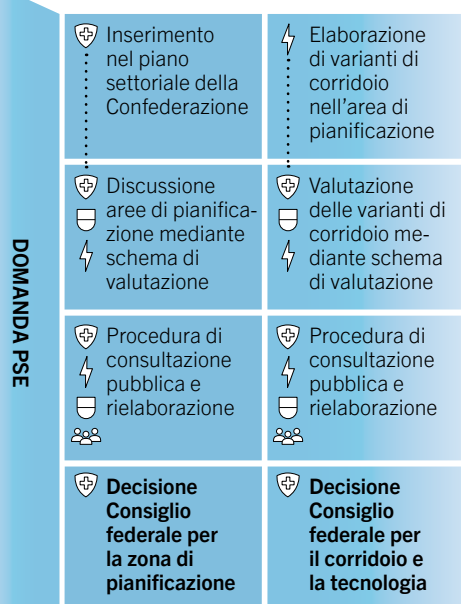 DOMANDA PSE
Inserimento
nel piano
settoriale della
Confederazione
Elaborazione
di varianti di
corridoio
nell'area di
pianificazione
Discussione
aree di pianifica-
zione mediante
schema di
valutazione
Valutazione
delle varianti di
corridoio me-
diante schema
di valutazione
Procedura di
consultazione
pubblica e
rielaborazione
Procedura di
consultazione
pubblica e
rielaborazione
Decisione
Consiglio
federale per
la zona di
pianificazione
Decisione
Consiglio
federale per
il corridoio e
la tecnologia